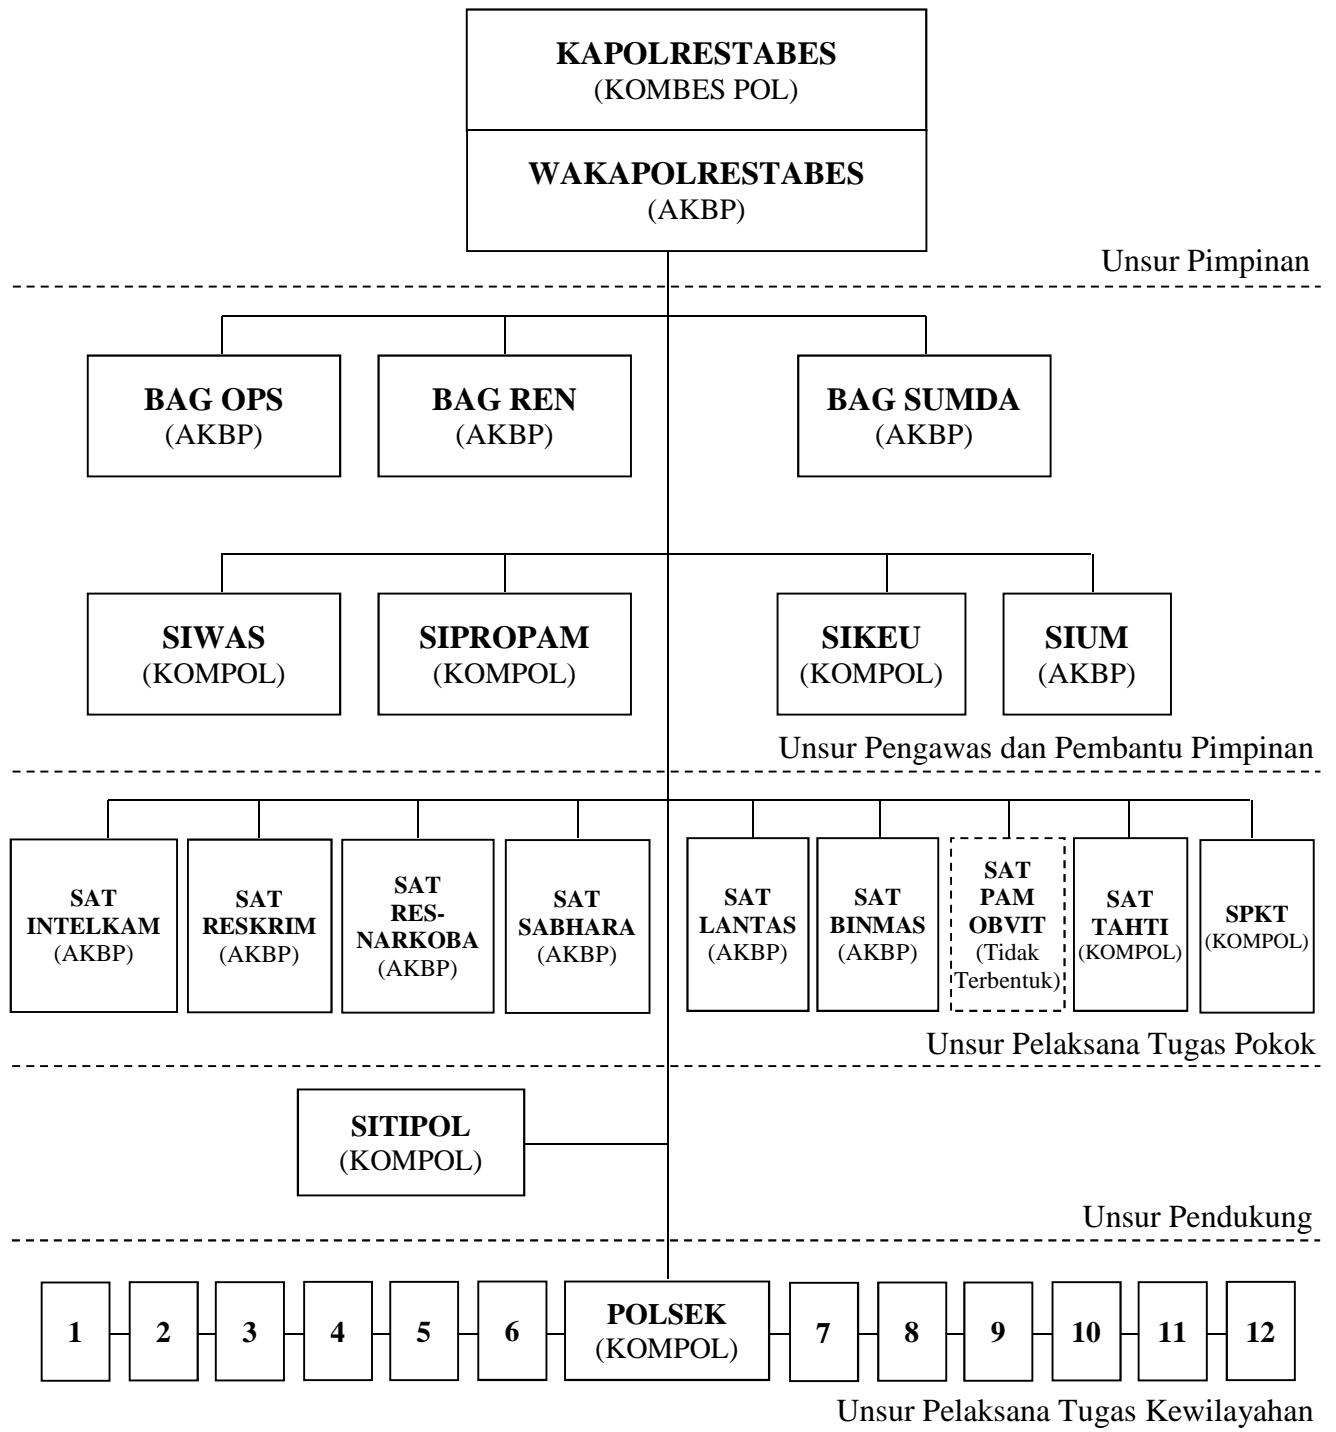 KAPOLRESTABES
(KOMBES POL)
WAKAPOLRESTABES
(AKBP)
Unsur Pimpinan
BAG OPS
(AKBP)
BAG REN
(AKBP)
BAG SUMDA
(AKBP)
SIWAS
(KOMPOL)
SIPROPAM
(KOMPOL)
SIKEU
(KOMPOL)
SIUM
(AKBP)
Unsur Pengawas dan Pembantu Pimpinan
SAT
INTELKAM
(AKBP)
SAT
RESKRIM
(AKBP)
SAT
RES-
NARKOBA
(AKBP)
SAT
SABHARA
(AKBP)
SAT
LANTAS
(AKBP)
SAT
BINMAS
(AKBP)
SAT
PAM
OBVIT
(Tidak
Terbentuk)
SAT
TAHTI
(KOMPOL)
SPKT
(KOMPOL)
Unsur Pelaksana Tugas Pokok
SITIPOL
(KOMPOL)
Unsur Pendukung
1
2
3
4
5
6
POLSEK
(KOMPOL)
7
8
9
10
11
12
Unsur Pelaksana Tugas Kewilayahan